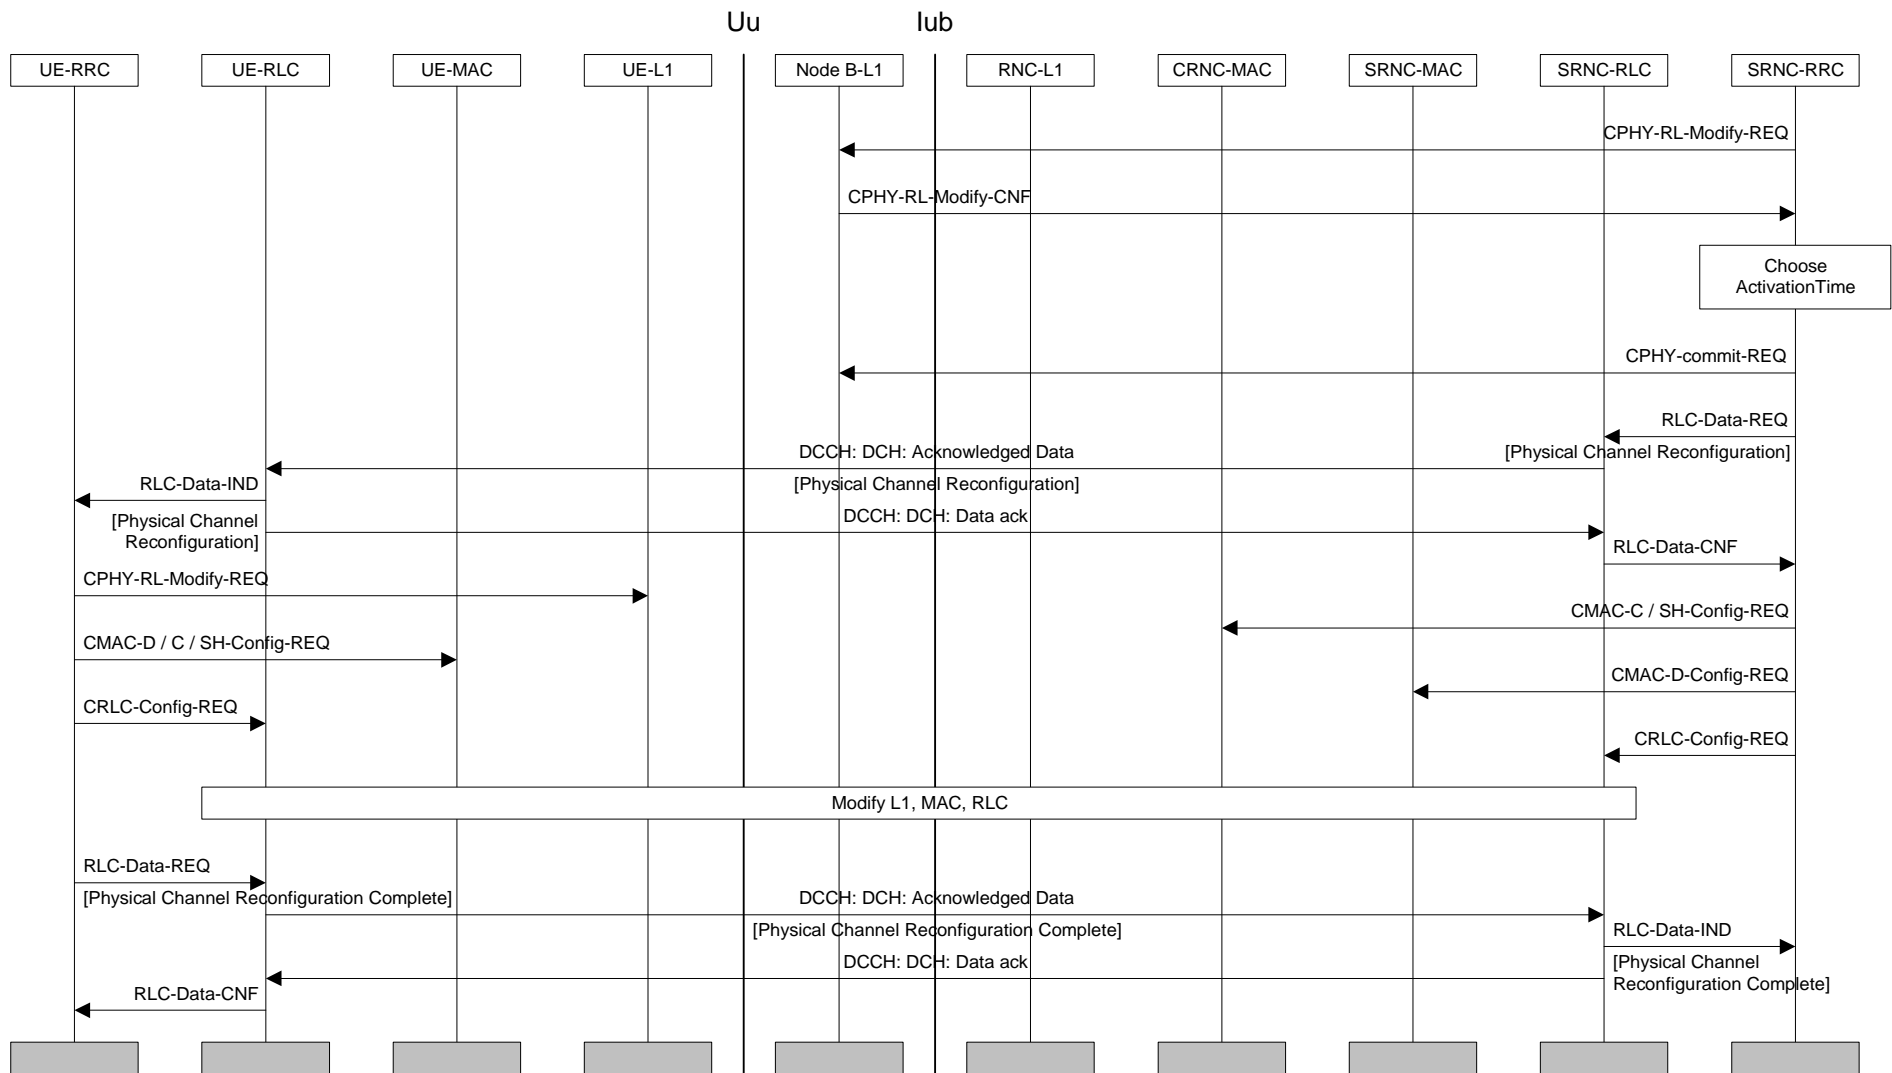 Uu
Iub
UE-RRC
UE-RLC
UE-MAC
UE-L1
Node B-L1
RNC-L1
CRNC-MAC
SRNC-MAC
SRNC-RLC
SRNC-RRC
CPHY-RL-Modify-REQ
CPHY-RL-Modify-CNF
Choose
ActivationTime
CPHY-commit-REQ
RLC-Data-REQ
[Physical Channel Reconfiguration]
DCCH: DCH: Acknowledged Data
[Physical Channel Reconfiguration]
RLC-Data-IND
[Physical Channel
Reconfiguration]
DCCH: DCH: Data ack
RLC-Data-CNF
CPHY-RL-Modify-REQ
CMAC-C / SH-Config-REQ
CMAC-D / C / SH-Config-REQ
CMAC-D-Config-REQ
CRLC-Config-REQ
CRLC-Config-REQ
Modify L1, MAC, RLC
RLC-Data-REQ
[Physical Channel Reconfiguration Complete]
DCCH: DCH: Acknowledged Data
[Physical Channel Reconfiguration Complete]
RLC-Data-IND
[Physical Channel
Reconfiguration Complete]
DCCH: DCH: Data ack
RLC-Data-CNF